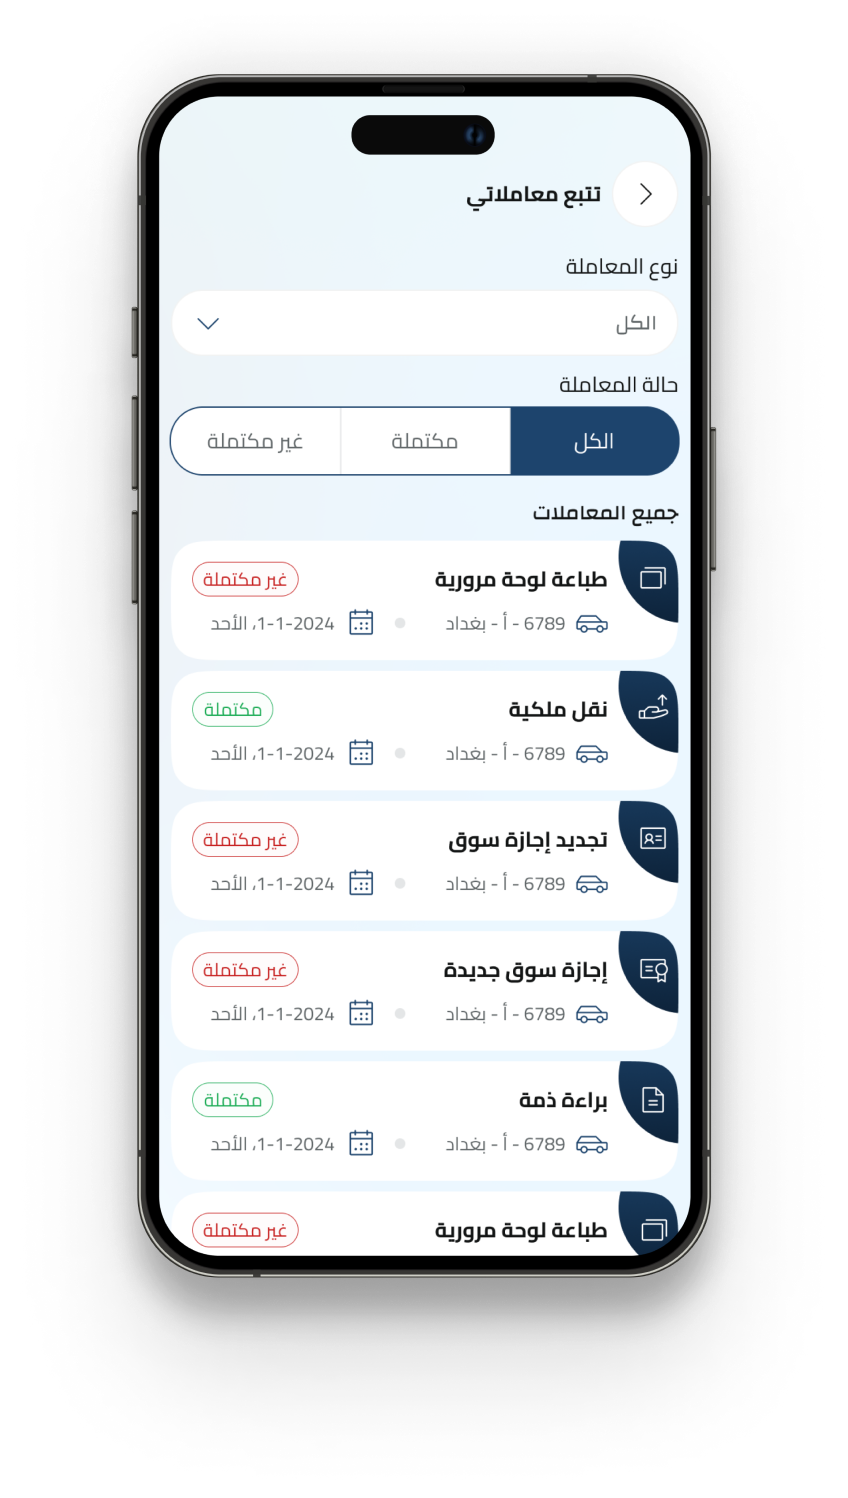 تتبع معاملاتي
نوع المعاملة
الكل
حالة المعاملة
الكل مكتملة غير مكتملة
جميع المعاملات
طباعة لوحة مرورية غير مكتملة
6789 - أ - بغداد 1-1-2024، الأحد
نقل ملكية مكتملة
6789 - أ - بغداد 1-1-2024، الأحد
تجديد إجازة سوق غير مكتملة
6789 - أ - بغداد 1-1-2024، الأحد
إجازة سوق جديدة غير مكتملة
6789 - أ - بغداد 1-1-2024، الأحد
براءة ذمة مكتملة
6789 - أ - بغداد 1-1-2024، الأحد
طباعة لوحة مرورية غير مكتملة